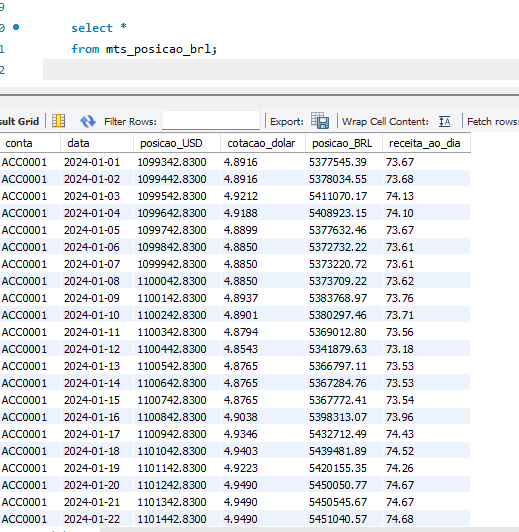 9
0 select *
1 from mts_posicao_brl;
2
sult Grid Filter Rows: Export: Wrap Cell Content: Fetch rows:
conta data posicao_USD cotacao_dolar posicao_BRL receita_ao_dia
ACC0001 2024-01-01 1099342.8300 4.8916 5377545.39 73.67
ACC0001 2024-01-02 1099442.8300 4.8916 5378034.55 73.68
ACC0001 2024-01-03 1099542.8300 4.9212 5411070.17 74.13
ACC0001 2024-01-04 1099642.8300 4.9188 5408923.15 74.10
ACC0001 2024-01-05 1099742.8300 4.8899 5377632.46 73.67
ACC0001 2024-01-06 1099842.8300 4.8850 5372732.22 73.61
ACC0001 2024-01-07 1099942.8300 4.8850 5373220.72 73.61
ACC0001 2024-01-08 1100042.8300 4.8850 5373709.22 73.62
ACC0001 2024-01-09 1100142.8300 4.8937 5383768.97 73.76
ACC0001 2024-01-10 1100242.8300 4.8901 5380297.46 73.71
ACC0001 2024-01-11 1100342.8300 4.8794 5369012.80 73.56
ACC0001 2024-01-12 1100442.8300 4.8543 5341879.63 73.18
ACC0001 2024-01-13 1100542.8300 4.8765 5366797.11 73.53
ACC0001 2024-01-14 1100642.8300 4.8765 5367284.76 73.53
ACC0001 2024-01-15 1100742.8300 4.8765 5367772.41 73.54
ACC0001 2024-01-16 1100842.8300 4.9038 5398313.07 73.96
ACC0001 2024-01-17 1100942.8300 4.9346 5432712.49 74.43
ACC0001 2024-01-18 1101042.8300 4.9403 5439481.89 74.52
ACC0001 2024-01-19 1101142.8300 4.9223 5420155.35 74.26
ACC0001 2024-01-20 1101242.8300 4.9490 5450050.77 74.67
ACC0001 2024-01-21 1101342.8300 4.9490 5450545.67 74.67
ACC0001 2024-01-22 1101442.8300 4.9490 5451040.57 74.68